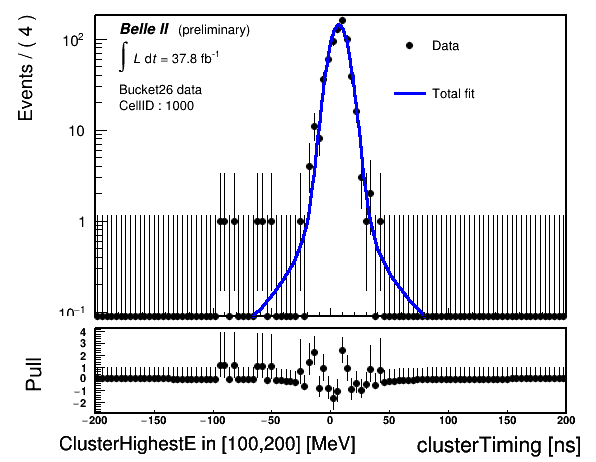 Events / ( 4 )
10²
10
1
10⁻¹
Belle II (preliminary)
∫ L dt = 37.8 fb⁻¹
Bucket26 data
CellID : 1000
Data
Total fit
Pull
4
3
2
1
0
−1
−2
−200 −150 −100 −50 0 50 100 150 200
ClusterHighestE in [100,200] [MeV]
clusterTiming [ns]